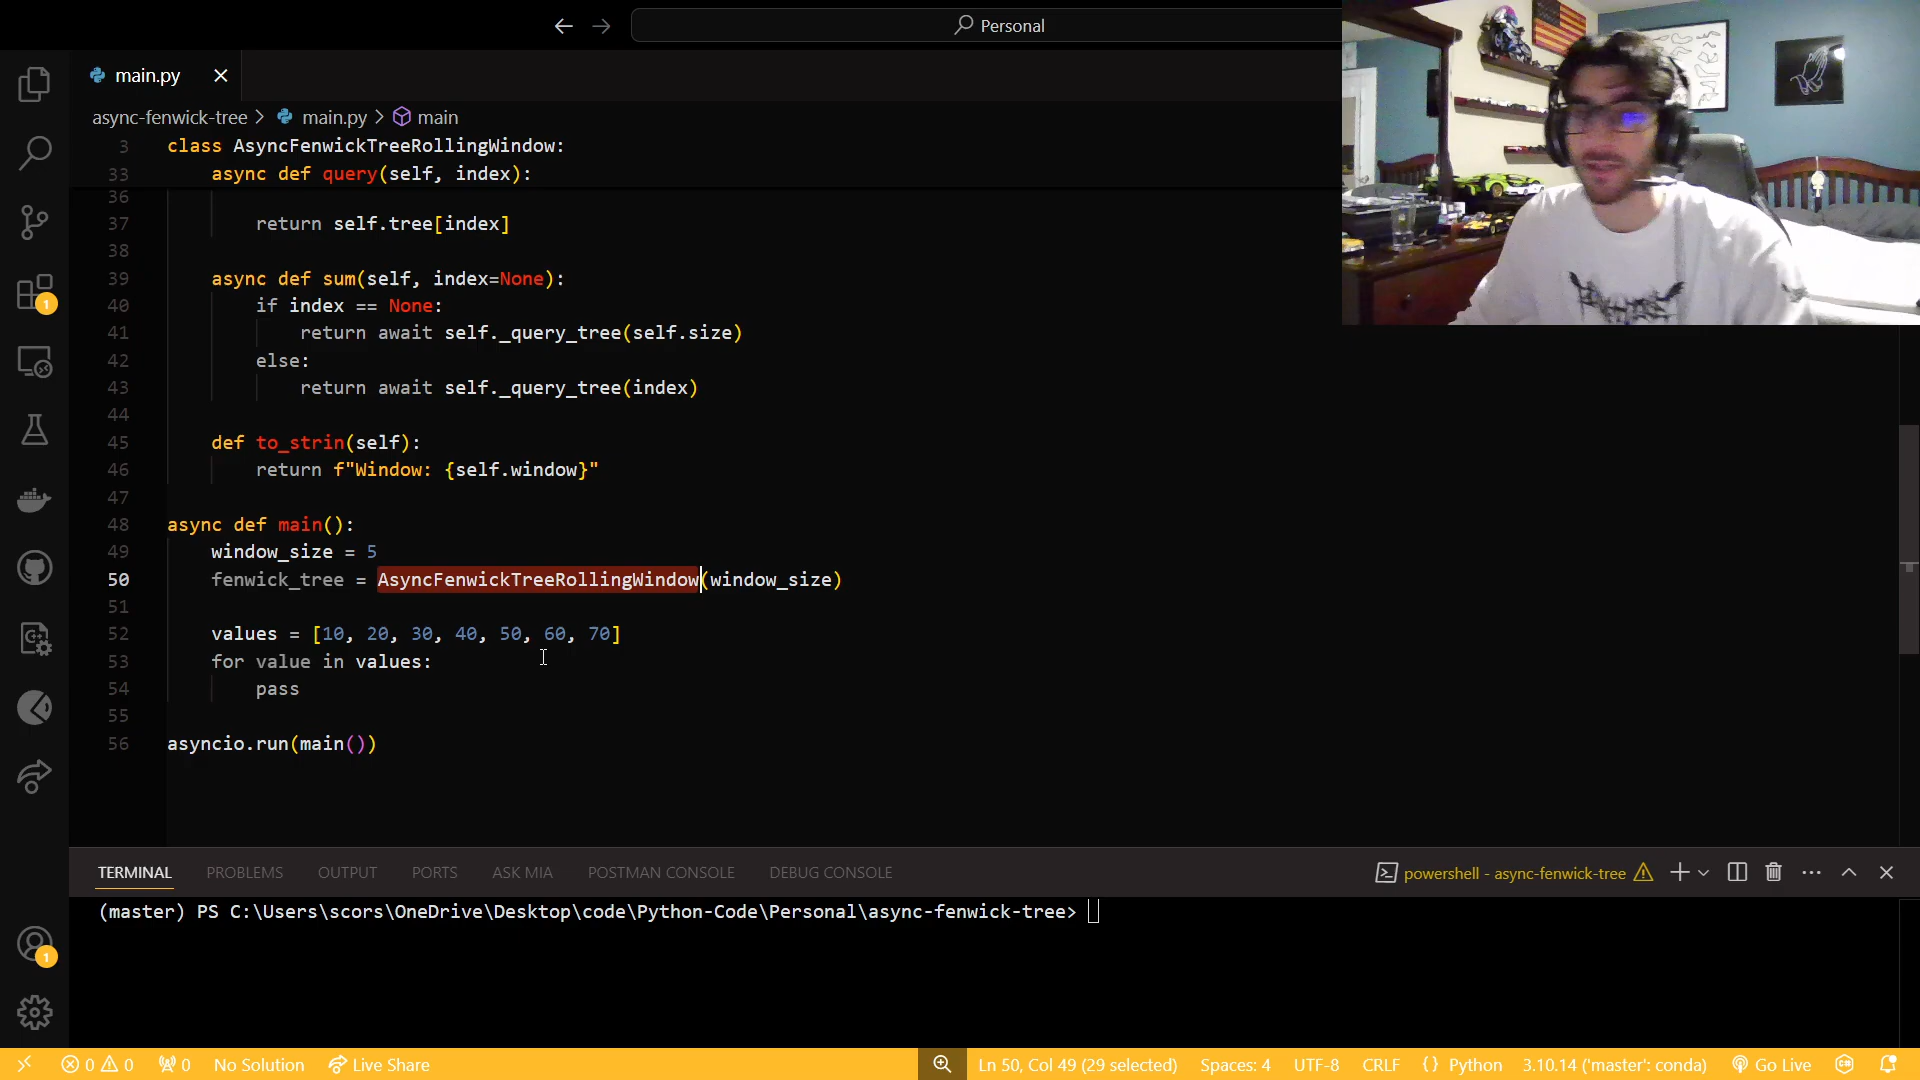 Personal
main.py
async-fenwick-tree > main.py > main
3 class AsyncFenwickTreeRollingWindow:
33 async def query(self, index):
36
37 return self.tree[index]
38
39 async def sum(self, index=None):
40 if index == None:
41 return await self._query_tree(self.size)
42 else:
43 return await self._query_tree(index)
44
45 def to_strin(self):
46 return f"Window: {self.window}"
47
48 async def main():
49 window_size = 5
50 fenwick_tree = AsyncFenwickTreeRollingWindow(window_size)
51
52 values = [10, 20, 30, 40, 50, 60, 70]
53 for value in values:
54 pass
55
56 asyncio.run(main())
1
1
TERMINAL PROBLEMS OUTPUT PORTS ASK MIA POSTMAN CONSOLE DEBUG CONSOLE powershell - async-fenwick-tree
(master) PS C:\Users\scors\OneDrive\Desktop\code\Python-Code\Personal\async-fenwick-tree>
0 0 0 No Solution Live Share Ln 50, Col 49 (29 selected) Spaces: 4 UTF-8 CRLF {} Python 3.10.14 ('master': conda) Go Live